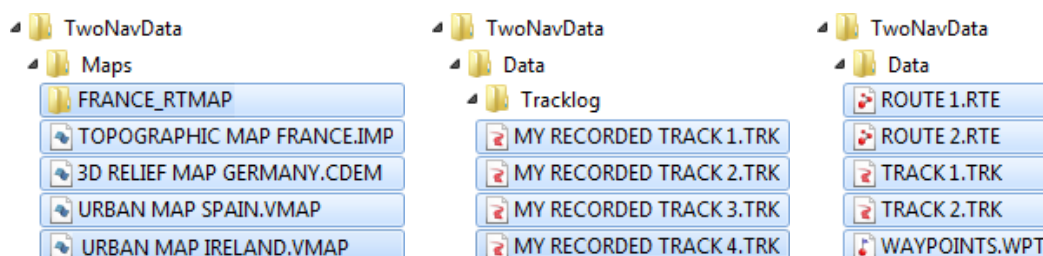 TwoNavData
Maps
FRANCE_RTMAP
TOPOGRAPHIC MAP FRANCE.IMP
3D RELIEF MAP GERMANY.CDEM
URBAN MAP SPAIN.VMAP
URBAN MAP IRELAND.VMAP
TwoNavData
Data
Tracklog
MY RECORDED TRACK 1.TRK
MY RECORDED TRACK 2.TRK
MY RECORDED TRACK 3.TRK
MY RECORDED TRACK 4.TRK
TwoNavData
Data
ROUTE 1.RTE
ROUTE 2.RTE
TRACK 1.TRK
TRACK 2.TRK
WAYPOINTS.WPT